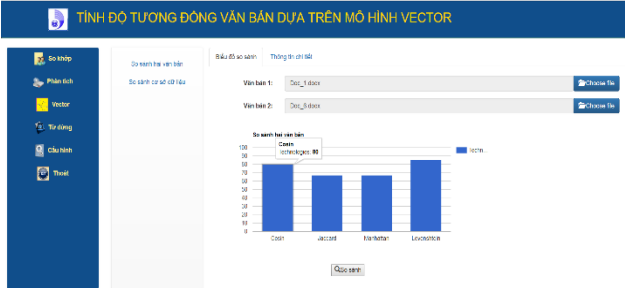 TÍNH ĐỘ TƯƠNG ĐỒNG VĂN BẢN DỰA TRÊN MÔ HÌNH VECTOR
So khớp
Phân tích
Vector
Từ dừng
Cấu hình
Thoát
So sánh hai văn bản
So sánh cơ sở dữ liệu
Biểu đồ so sánh
Thông tin chi tiết
Văn bản 1:
Doc_1.docx
Choose file
Văn bản 2:
Choose file
So sánh hai văn bản
Cosin
Technologies:
100
90
80
70
60
50
40
30
20
10
0
Techn...
Cosin
Jaccard
Manhattan
Levenshtein
So sánh